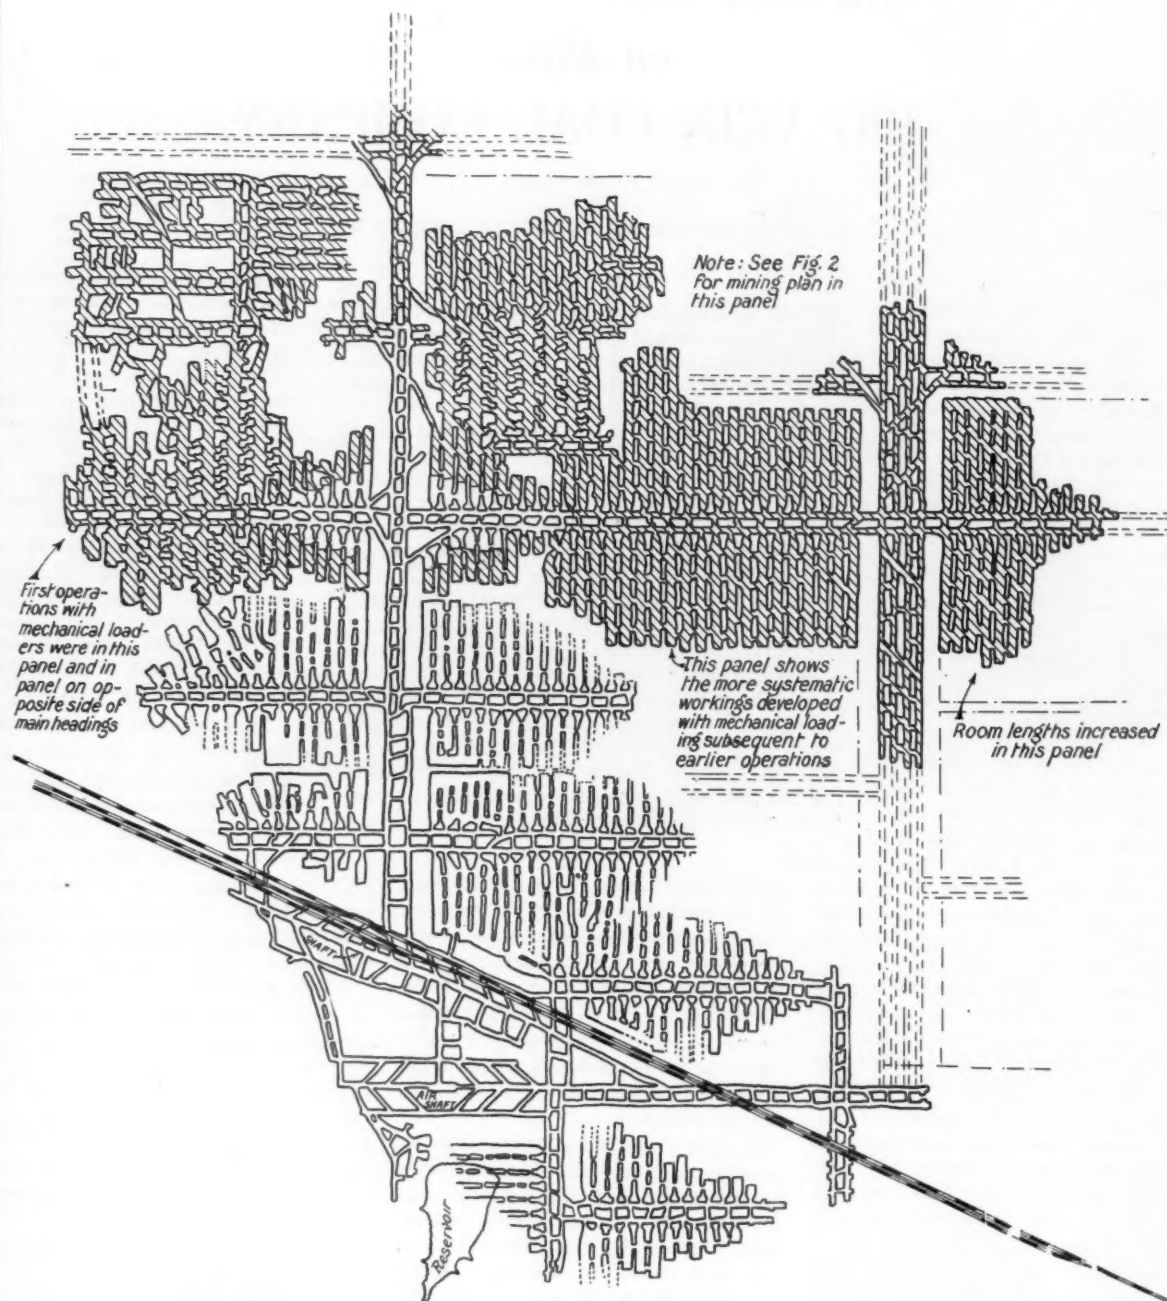 Note: See Fig. 2
for mining plan in
this panel
First opera-
tions with
mechanical load-
ers were in this
panel and in
panel on op-
posite side of
main headings
This panel shows
the more systematic
workings developed
with mechanical load-
ing subsequent to
earlier operations
Room lengths increased
in this panel
SHAFT
AIR
SHAFT
Reservoir